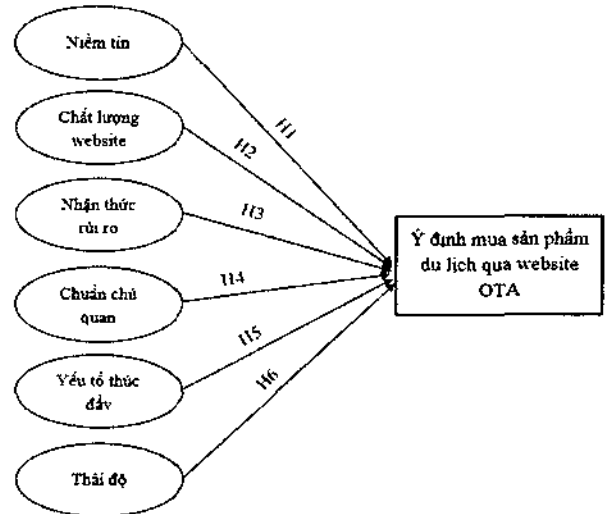 Niềm tin
Chất lượng
website
Nhận thức
rủi ro
Chuẩn chủ
quan
Yếu tố thúc
đẩy
Thái độ
H1
H2
H3
H4
H5
H6
Ý định mua sản phẩm
du lịch qua website
OTA